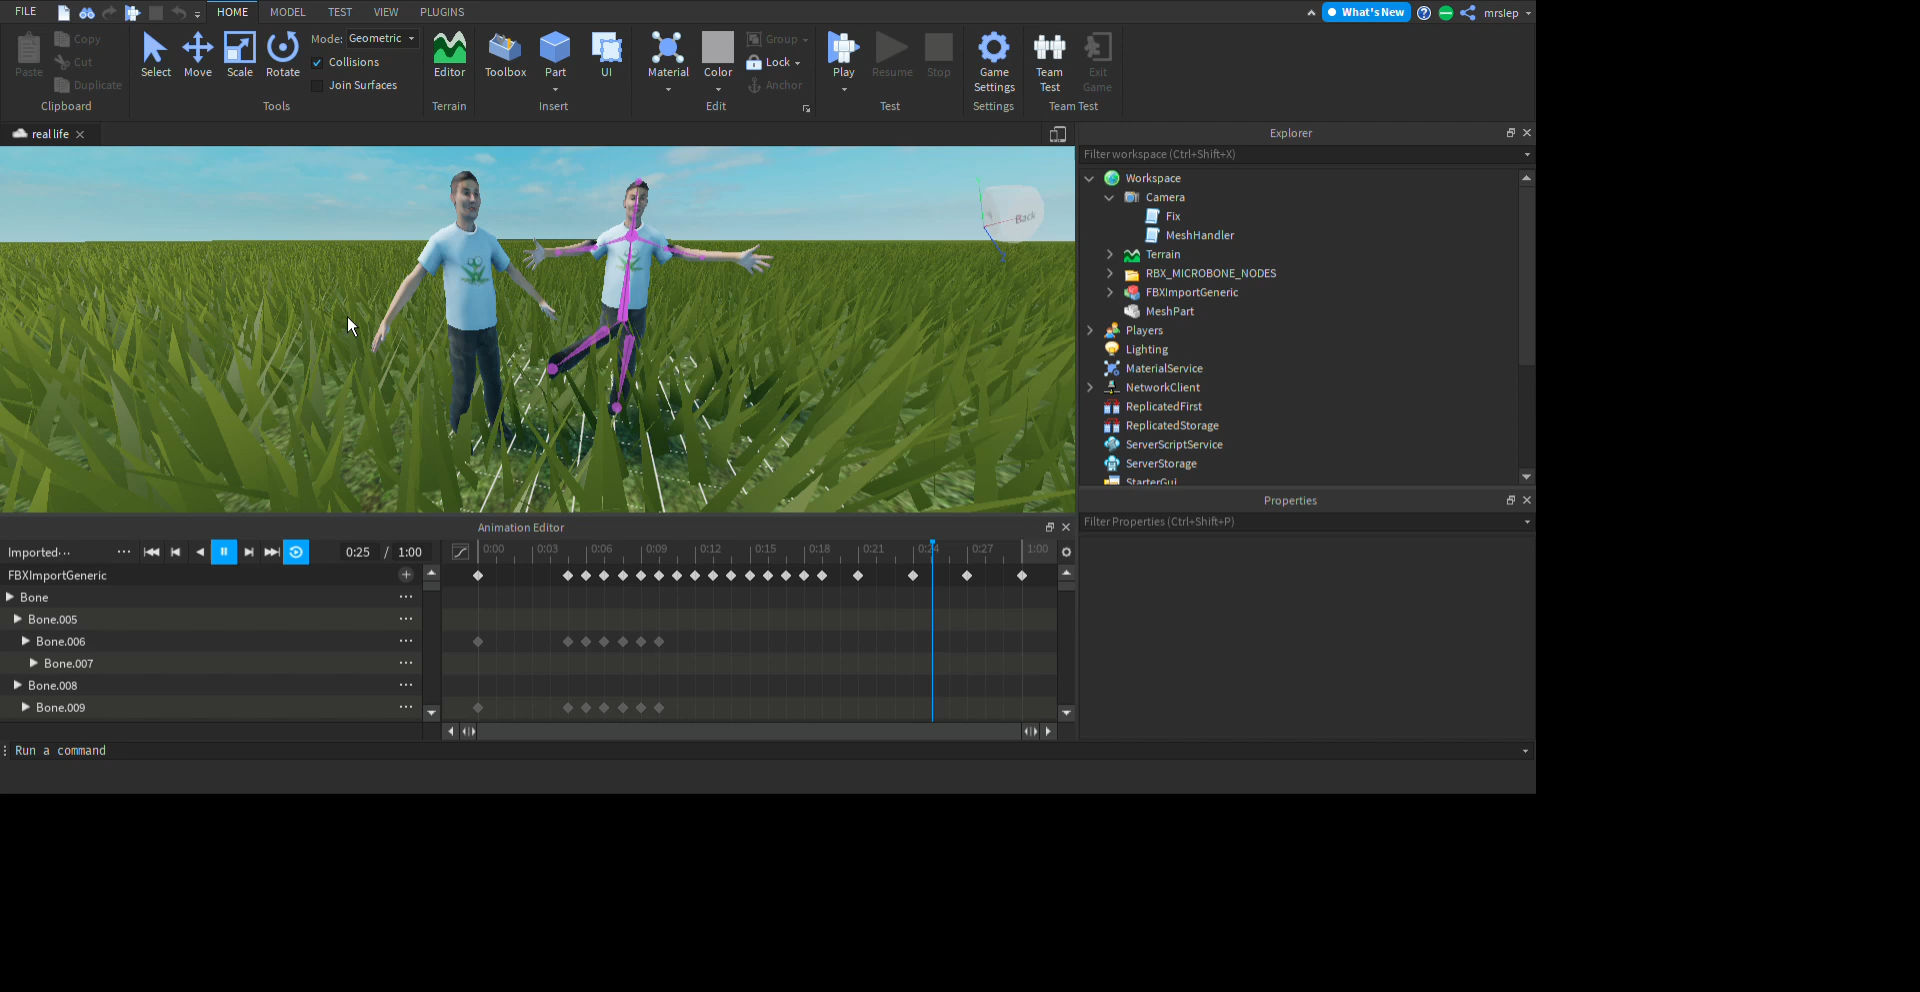 FILE HOME MODEL TEST VIEW PLUGINS What's New mrslep
Paste Copy Cut Duplicate Clipboard
Select Move Scale Rotate Mode: Geometric Collisions Join Surfaces Tools
Editor Terrain
Toolbox Part UI Insert
Material Color Group Lock Anchor Edit
Play Resume Stop Test
Game Settings Settings
Team Test Exit Game Team Test
real life
Back
Explorer
Filter workspace (Ctrl+Shift+X)
Workspace
Camera
Fix
MeshHandler
Terrain
RBX_MICROBONE_NODES
FBXImportGeneric
MeshPart
Players
Lighting
MaterialService
NetworkClient
ReplicatedFirst
ReplicatedStorage
ServerScriptService
ServerStorage
StarterGui
Properties
Filter Properties (Ctrl+Shift+P)
Animation Editor
Imported··· ··· 0:25 / 1:00 0:00 0:03 0:06 0:09 0:12 0:15 0:18 0:21 0:24 0:27 1:00
FBXImportGeneric
Bone
Bone.005
Bone.006
Bone.007
Bone.008
Bone.009
Run a command